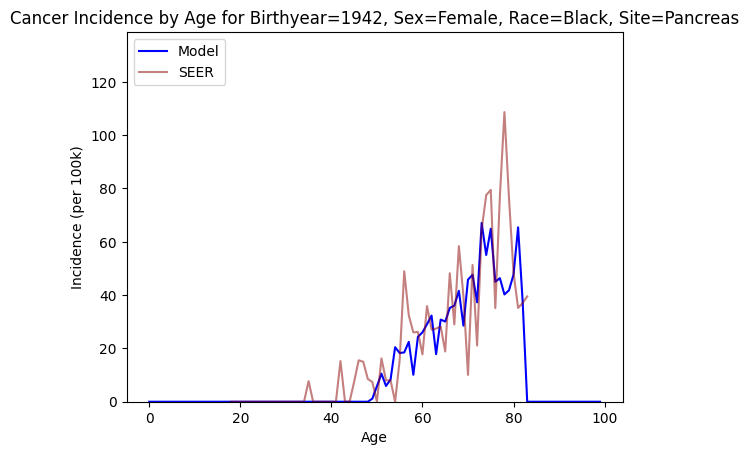 Cancer Incidence by Age for Birthyear=1942, Sex=Female, Race=Black, Site=Pancreas
Model
SEER
Incidence (per 100k)
120
100
80
60
40
20
0
0 20 40 60 80 100
Age